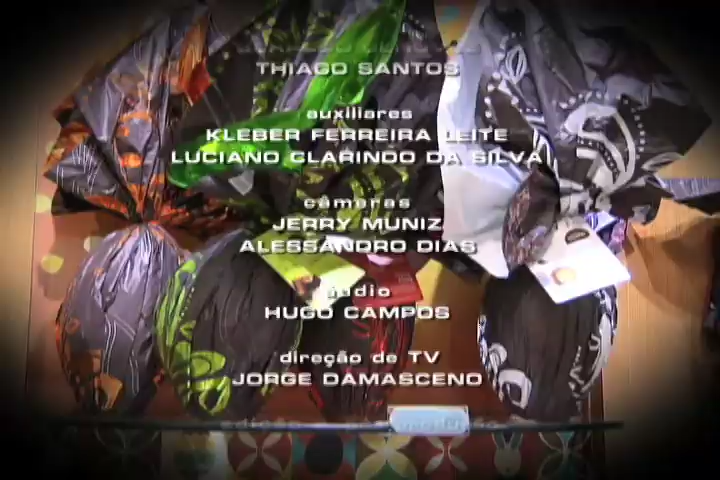 THIAGO SANTOS
auxiliares
KLEBER FERREIRA LEITE
LUCIANO CLARINDO DA SILVA
câmeras
JERRY MUNIZ
ALESSANDRO DIAS
áudio
HUGO CAMPOS
direção de TV
JORGE DAMASCENO